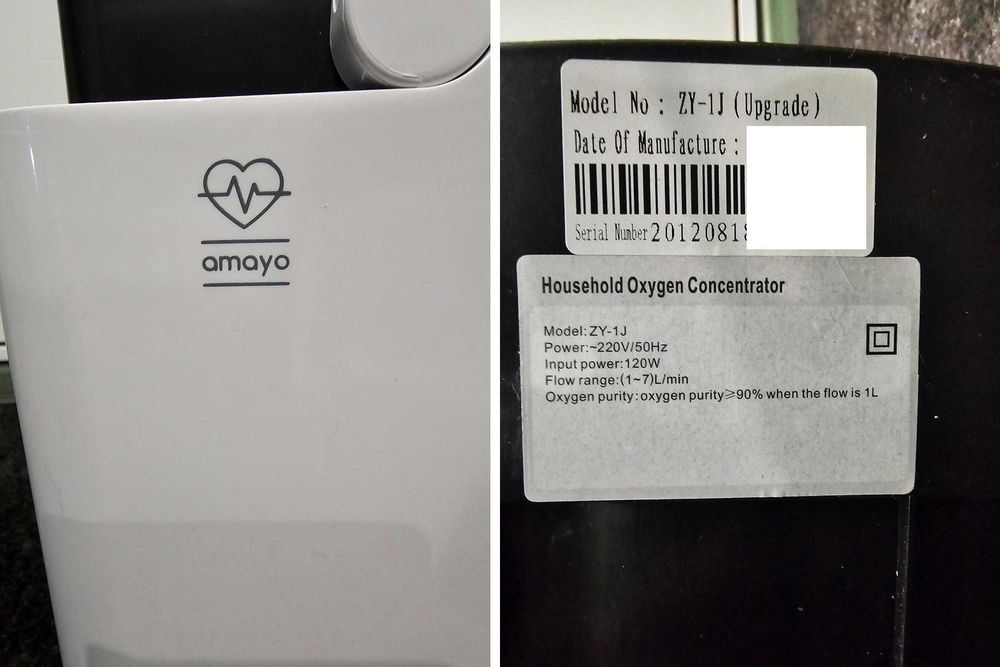 amayo
Model No : ZY-1J (Upgrade)
Date Of Manufacture :
Serial Number 2012081
Household Oxygen Concentrator
Model:ZY-1J
Power:~220V/50Hz
Input power:120W
Flow range:(1~7)L/min
Oxygen purity:oxygen purity≥90% when the flow is 1L